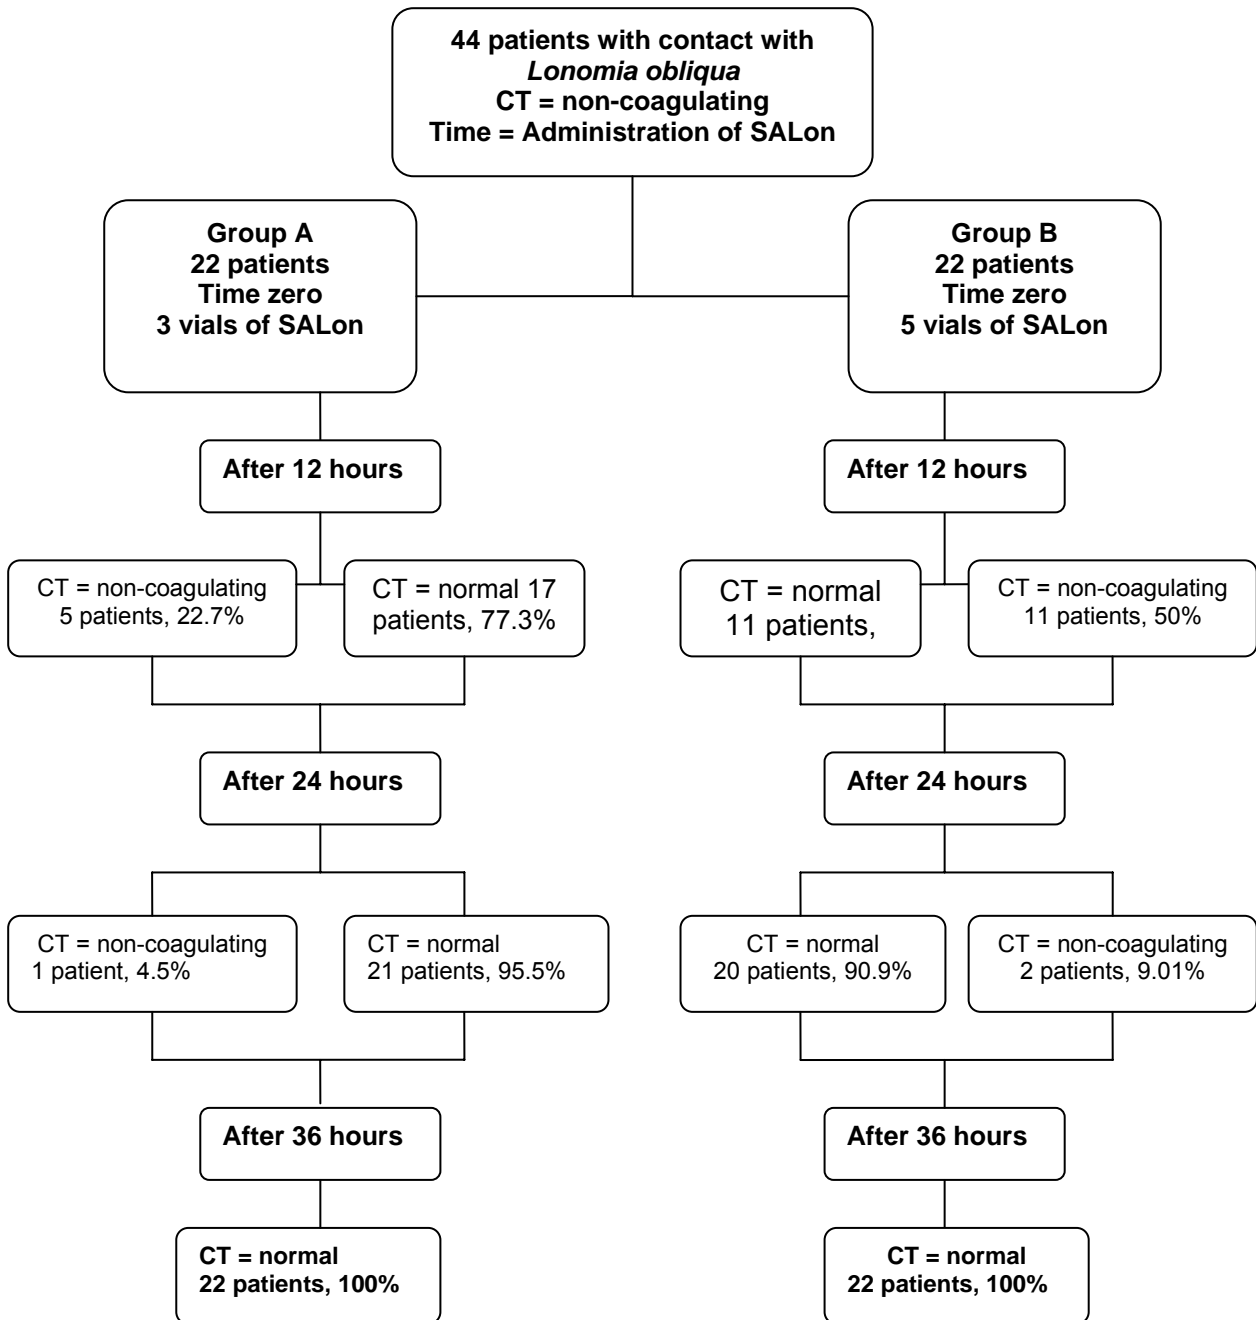 44 patients with contact with
Lonomia obliqua
CT = non-coagulating
Time = Administration of SALon
Group A
22 patients
Time zero
3 vials of SALon
Group B
22 patients
Time zero
5 vials of SALon
After 12 hours
After 12 hours
CT = non-coagulating
5 patients, 22.7%
CT = normal 17
patients, 77.3%
CT = normal
11 patients,
CT = non-coagulating
11 patients, 50%
After 24 hours
After 24 hours
CT = non-coagulating
1 patient, 4.5%
CT = normal
21 patients, 95.5%
CT = normal
20 patients, 90.9%
CT = non-coagulating
2 patients, 9.01%
After 36 hours
After 36 hours
CT = normal
22 patients, 100%
CT = normal
22 patients, 100%